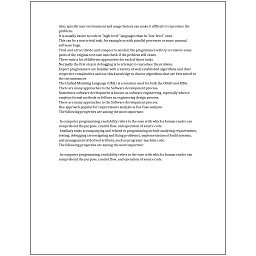 Also, specific user environment and usage history can make it difficult to reproduce the
problem.
It is usually easier to code in "high-level" languages than in "low-level" ones.
This can be a non-trivial task, for example as with parallel processes or some unusual
software bugs.
Trial-and-error/divide-and-conquer is needed: the programmer will try to remove some
parts of the original test case and check if the problem still exists.
There exist a lot of different approaches for each of those tasks.
Normally the first step in debugging is to attempt to reproduce the problem.
Expert programmers are familiar with a variety of well-established algorithms and their
respective complexities and use this knowledge to choose algorithms that are best suited to
the circumstances.
The Unified Modeling Language (UML) is a notation used for both the OOAD and MDA.
There are many approaches to the Software development process.
Sometimes software development is known as software engineering, especially when it
employs formal methods or follows an engineering design process.
There are many approaches to the Software development process.
One approach popular for requirements analysis is Use Case analysis.
The following properties are among the most important:
In computer programming, readability refers to the ease with which a human reader can
comprehend the purpose, control flow, and operation of source code.
Auxiliary tasks accompanying and related to programming include analyzing requirements,
testing, debugging (investigating and fixing problems), implementation of build systems,
and management of derived artifacts, such as programs' machine code.
The following properties are among the most important:
In computer programming, readability refers to the ease with which a human reader can
comprehend the purpose, control flow, and operation of source code.